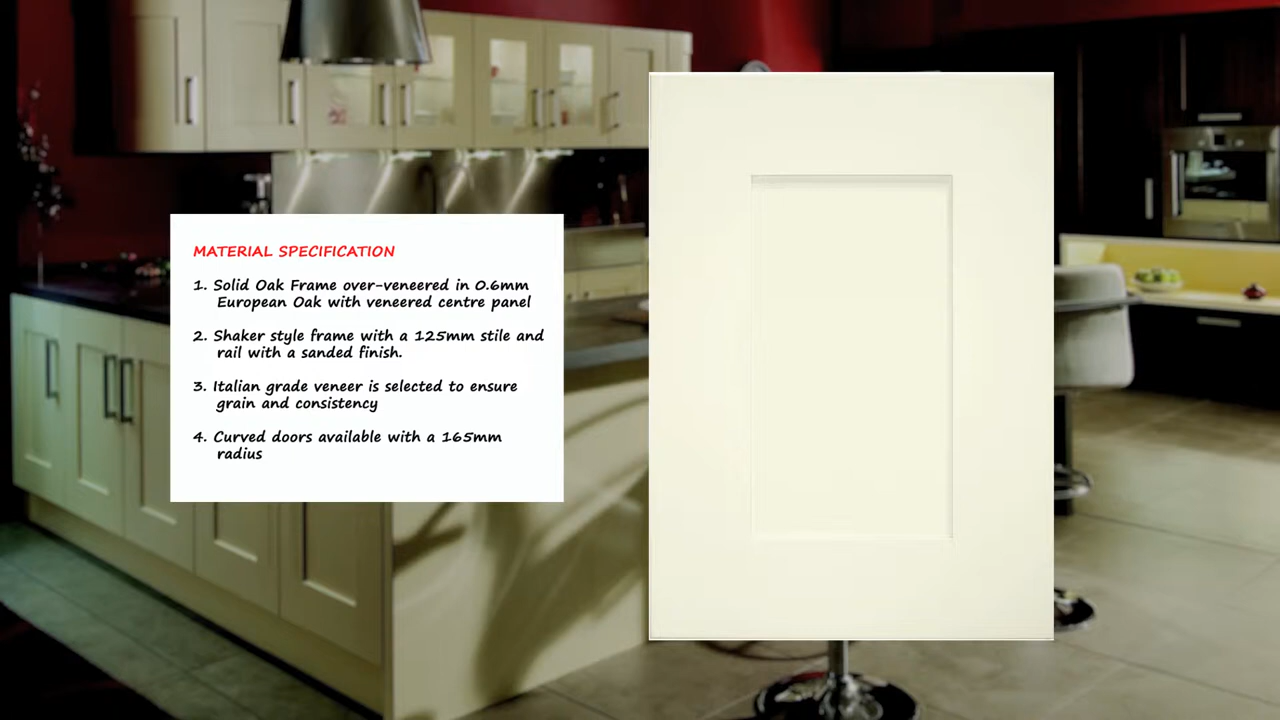 MATERIAL SPECIFICATION
1. Solid Oak Frame over-veneered in 0.6mm
European Oak with veneered centre panel
2. Shaker style frame with a 125mm stile and
rail with a sanded finish.
3. Italian grade veneer is selected to ensure
grain and consistency
4. Curved doors available with a 165mm
radius